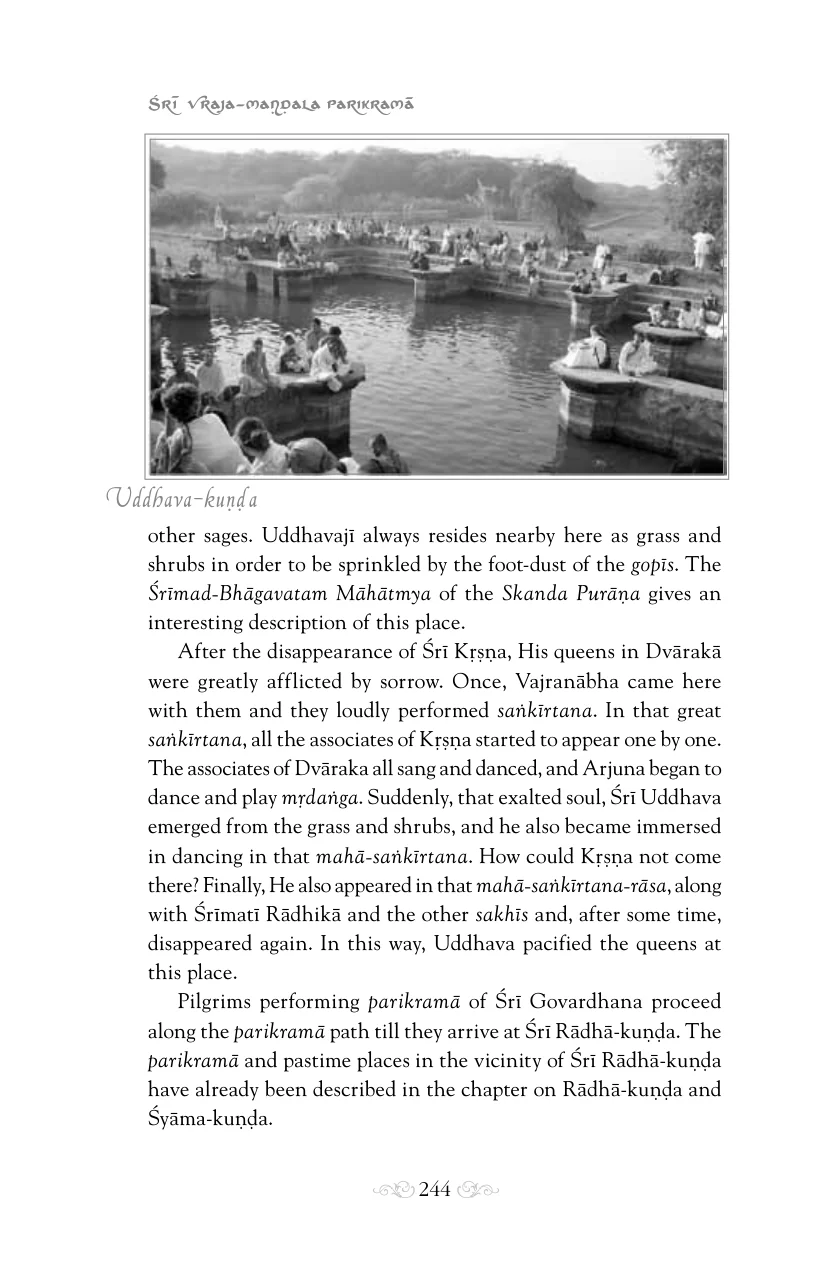 Śrī Vraja-maṇḍala Parikramā
Uddhava-kuṇḍa
other sages. Uddhavajī always resides nearby here as grass and
shrubs in order to be sprinkled by the foot-dust of the gopīs. The
Śrīmad-Bhāgavatam Māhātmya of the Skanda Purāṇa gives an
interesting description of this place.
After the disappearance of Śrī Kṛṣṇa, His queens in Dvārakā
were greatly afflicted by sorrow. Once, Vajranābha came here
with them and they loudly performed saṅkīrtana. In that great
saṅkīrtana, all the associates of Kṛṣṇa started to appear one by one.
The associates of Dvāraka all sang and danced, and Arjuna began to
dance and play mṛdaṅga. Suddenly, that exalted soul, Śrī Uddhava
emerged from the grass and shrubs, and he also became immersed
in dancing in that mahā-saṅkīrtana. How could Kṛṣṇa not come
there? Finally, He also appeared in that mahā-saṅkīrtana-rāsa, along
with Śrīmatī Rādhikā and the other sakhīs and, after some time,
disappeared again. In this way, Uddhava pacified the queens at
this place.
Pilgrims performing parikramā of Śrī Govardhana proceed
along the parikramā path till they arrive at Śrī Rādhā-kuṇḍa. The
parikramā and pastime places in the vicinity of Śrī Rādhā-kuṇḍa
have already been described in the chapter on Rādhā-kuṇḍa and
Śyāma-kuṇḍa.
244